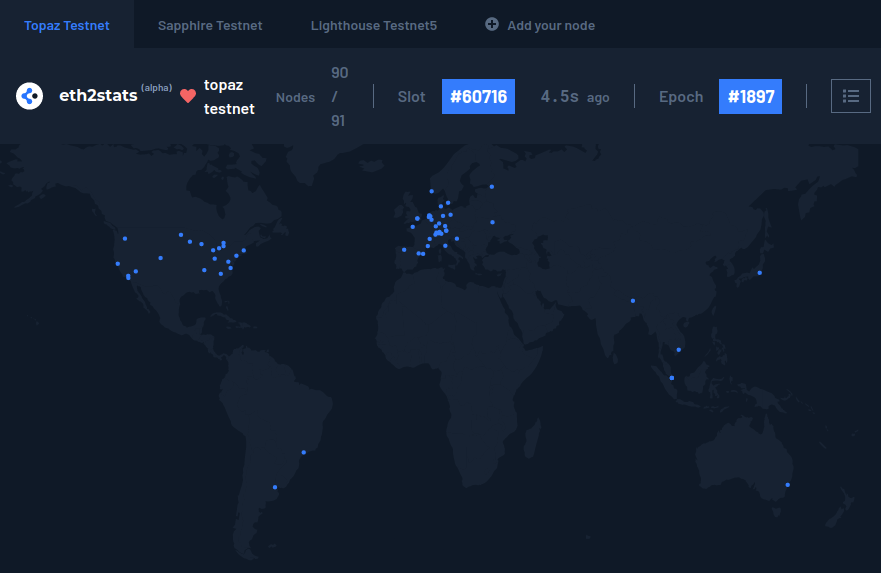 Topaz Testnet
Sapphire Testnet
Lighthouse Testnet5
Add your node
eth2stats (alpha)
topaz
testnet
Nodes
90
/
91
Slot #60716
4.5s ago
Epoch #1897